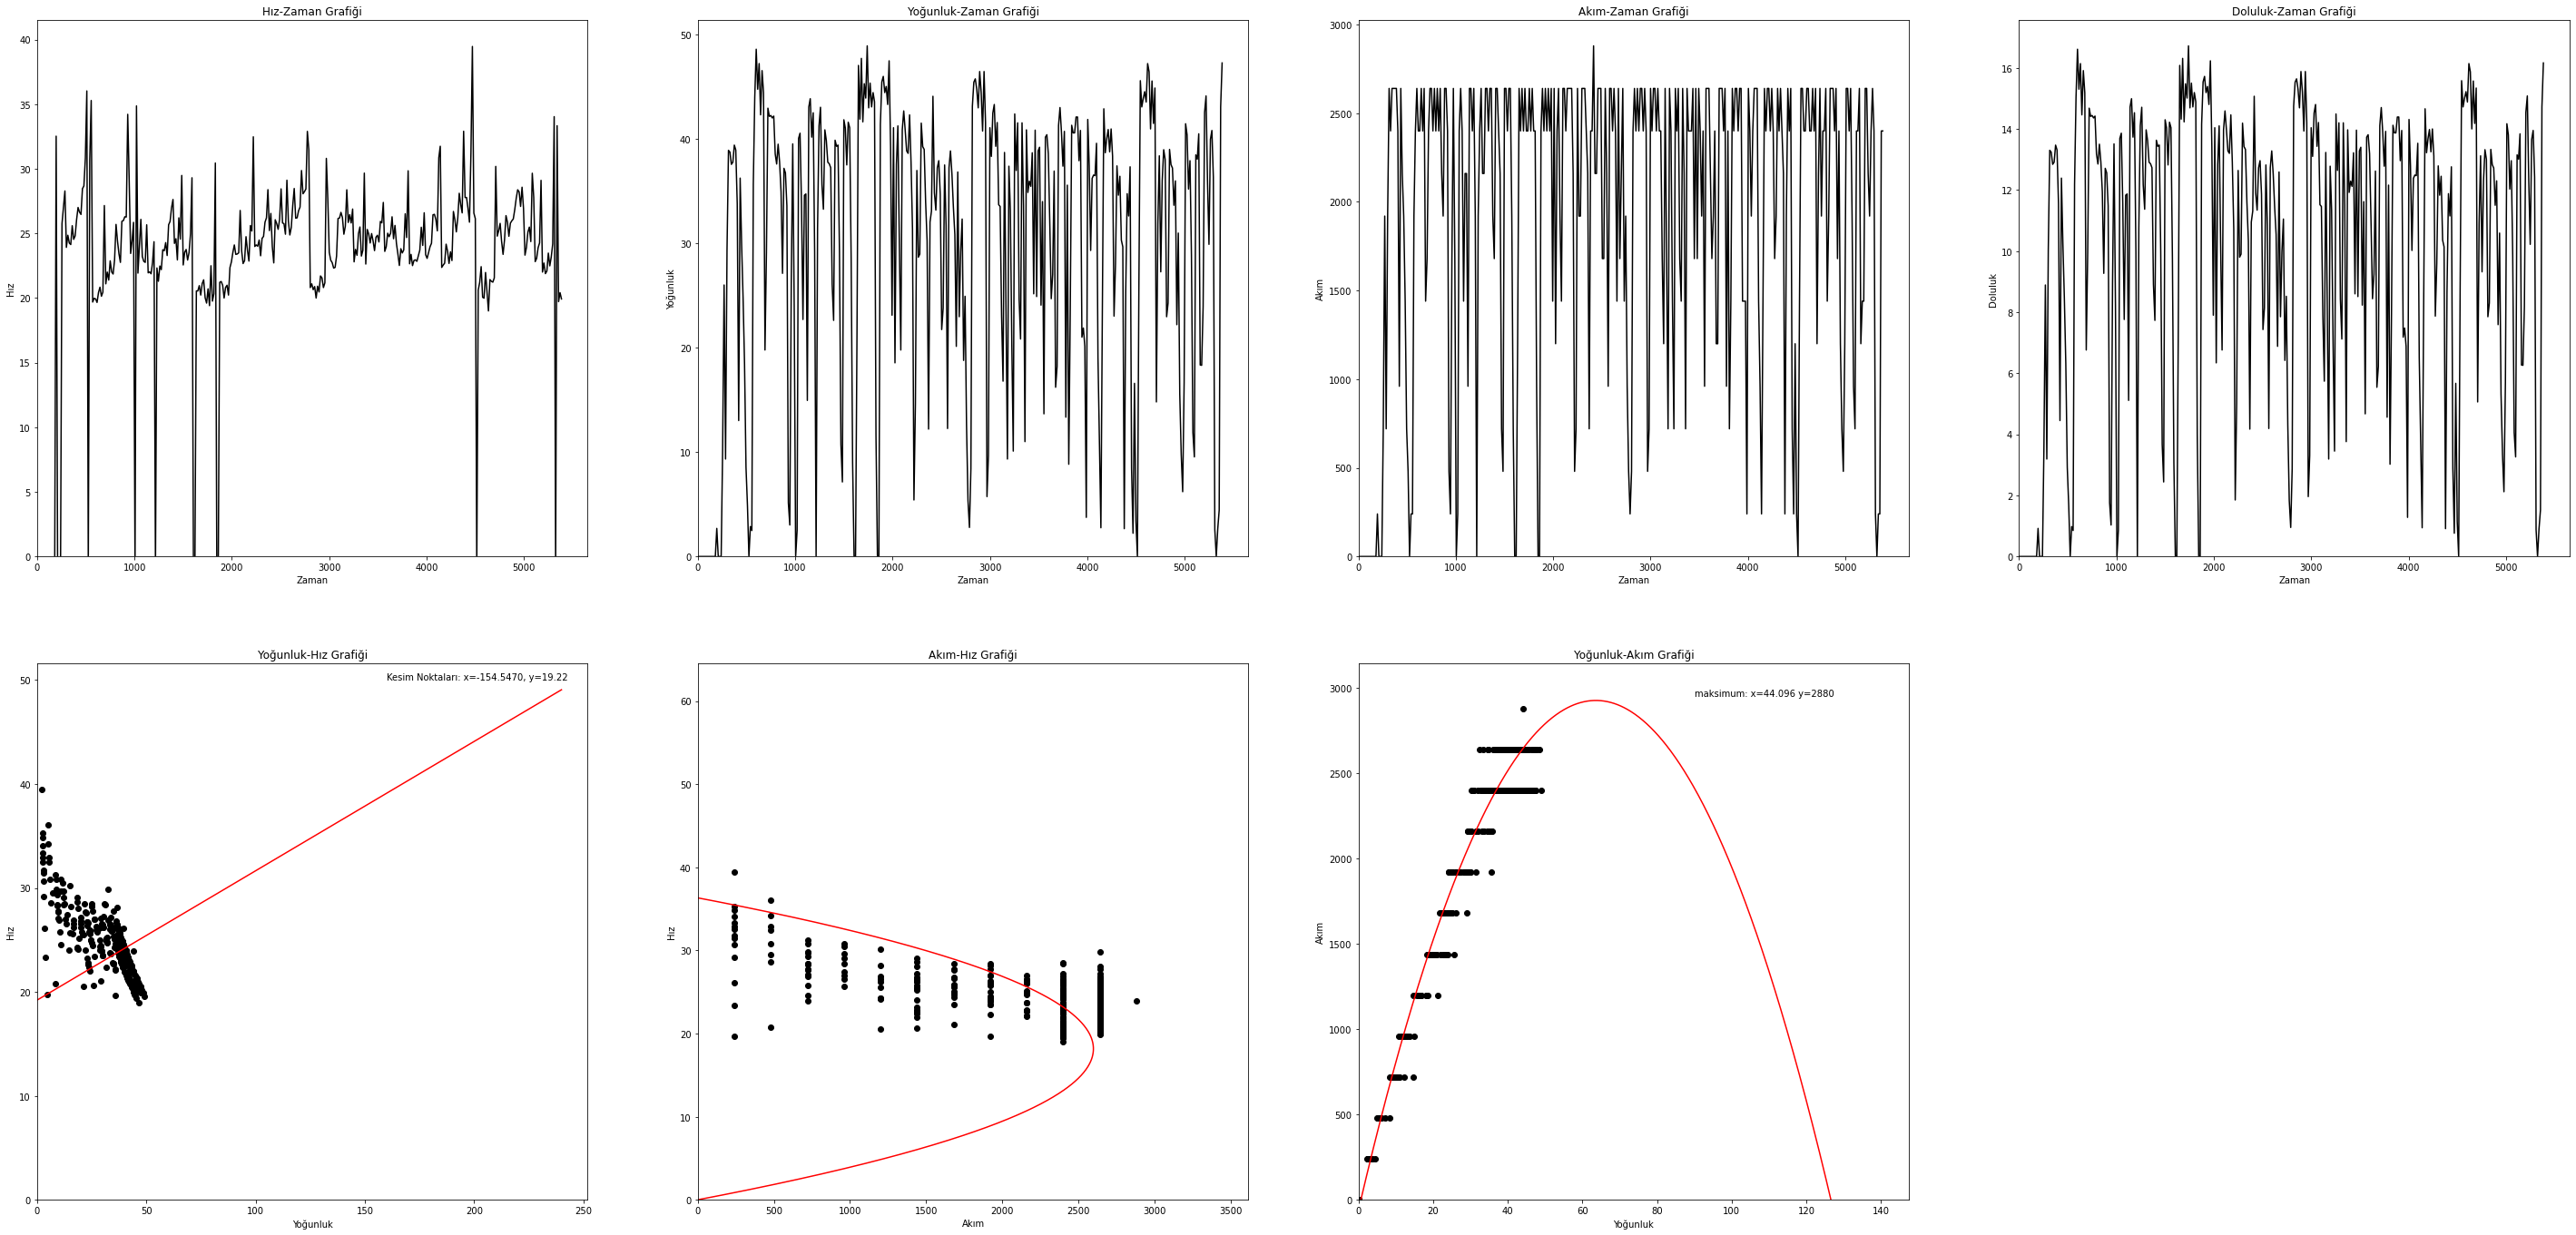 Hız-Zaman Grafiği
Hız
40
35
30
25
20
15
10
5
0
0 1000 2000 3000 4000 5000
Zaman
Yoğunluk-Zaman Grafiği
Yoğunluk
50
40
30
20
10
0
0 1000 2000 3000 4000 5000
Zaman
Akım-Zaman Grafiği
Akım
3000
2500
2000
1500
1000
500
0
0 1000 2000 3000 4000 5000
Zaman
Doluluk-Zaman Grafiği
Doluluk
16
14
12
10
8
6
4
2
0
0 1000 2000 3000 4000 5000
Zaman
Yoğunluk-Hız Grafiği
Kesim Noktaları: x=-154.5470, y=19.22
Hız
50
40
30
20
10
0
0 50 100 150 200 250
Yoğunluk
Akım-Hız Grafiği
Hız
60
50
40
30
20
10
0
0 500 1000 1500 2000 2500 3000 3500
Akım
Yoğunluk-Akım Grafiği
maksimum: x=44.096 y=2880
Akım
3000
2500
2000
1500
1000
500
0
0 20 40 60 80 100 120 140
Yoğunluk